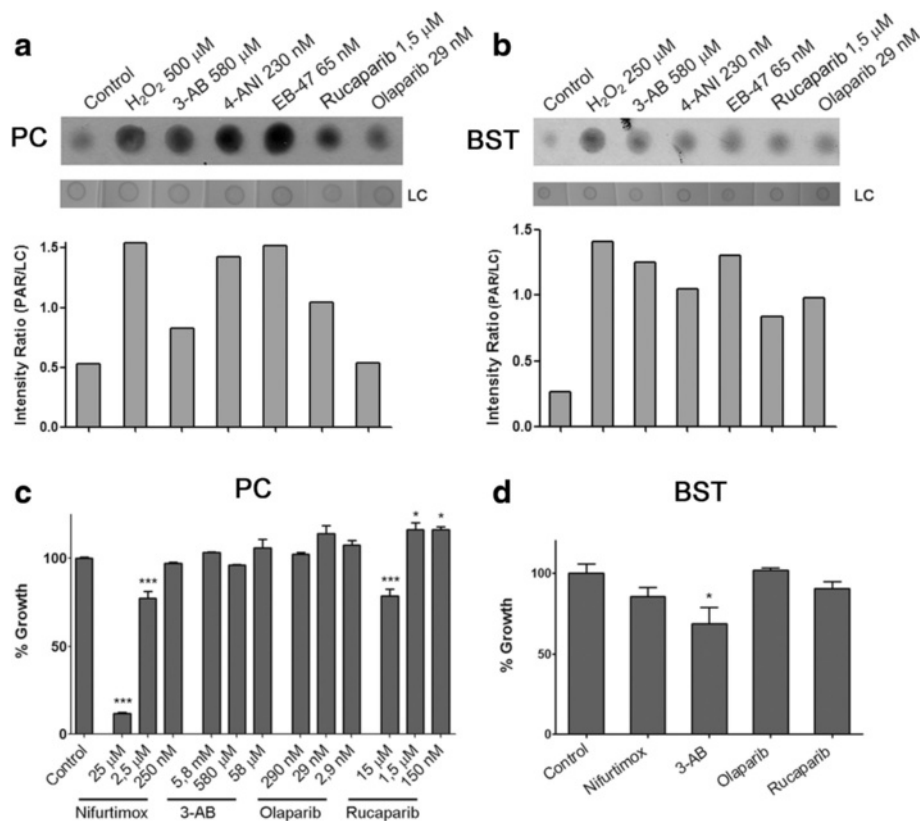 a
Control
H₂O₂ 500 µM
3-AB 580 µM
4-ANI 230 nM
EB-47 65 nM
Rucaparib 1,5 µM
Olaparib 29 nM
PC
LC
Intensity Ratio (PAR/LC)
1.5
1.0
0.5
0.0
b
Control
H₂O₂ 250 µM
3-AB 580 µM
4-ANI 230 nM
EB-47 65 nM
Rucaparib 1,5 µM
Olaparib 29 nM
BST
LC
Intensity Ratio (PAR/LC)
1.5
1.0
0.5
0.0
c
PC
% Growth
100
50
0
***
***
***
*
*
Control
25 µM
2,5 µM
250 nM
5,8 mM
580 µM
58 µM
290 nM
29 nM
2,9 nM
15 µM
1,5 µM
150 nM
Nifurtimox
3-AB
Olaparib
Rucaparib
d
BST
% Growth
100
50
0
*
Control
Nifurtimox
3-AB
Olaparib
Rucaparib